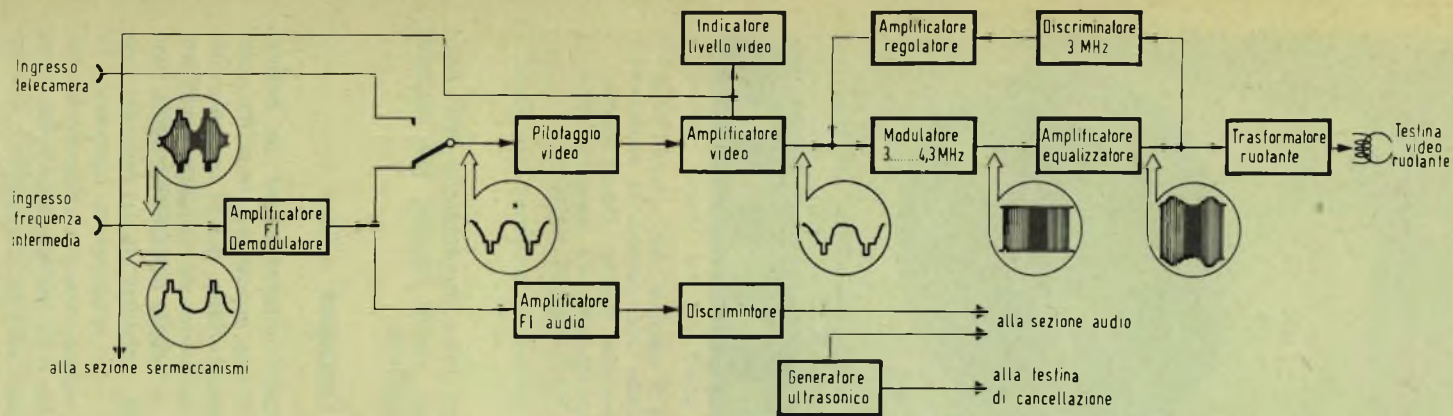 Indicatore
livello video
Amplificatore
regolatore
Discriminatore
3 MHz
Ingresso
telecamera
Pilotaggio
video
Amplificatore
video
Modulatore
3......4,3 MHz
Amplificatore
equalizzatore
Trasformatore
ruotante
Testina
video
ruotante
ingresso
frequenza
intermedia
Amplificatore
FI
Demodulatore
Amplificatore
FI audio
Discrimintore
alla sezione audio
alla sezione sermeccanismi
Generatore
ultrasonico
alla testina
di cancellazione